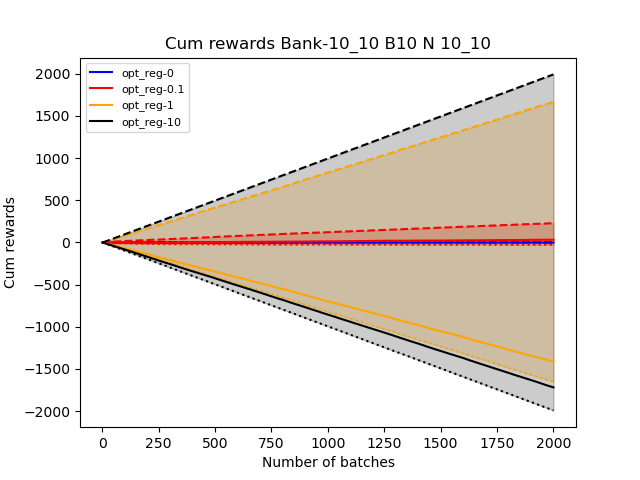 Cum rewards Bank-10_10 B10 N 10_10
opt_reg-0
opt_reg-0.1
opt_reg-1
opt_reg-10
Cum rewards
2000
1500
1000
500
0
−500
−1000
−1500
−2000
0 250 500 750 1000 1250 1500 1750 2000
Number of batches